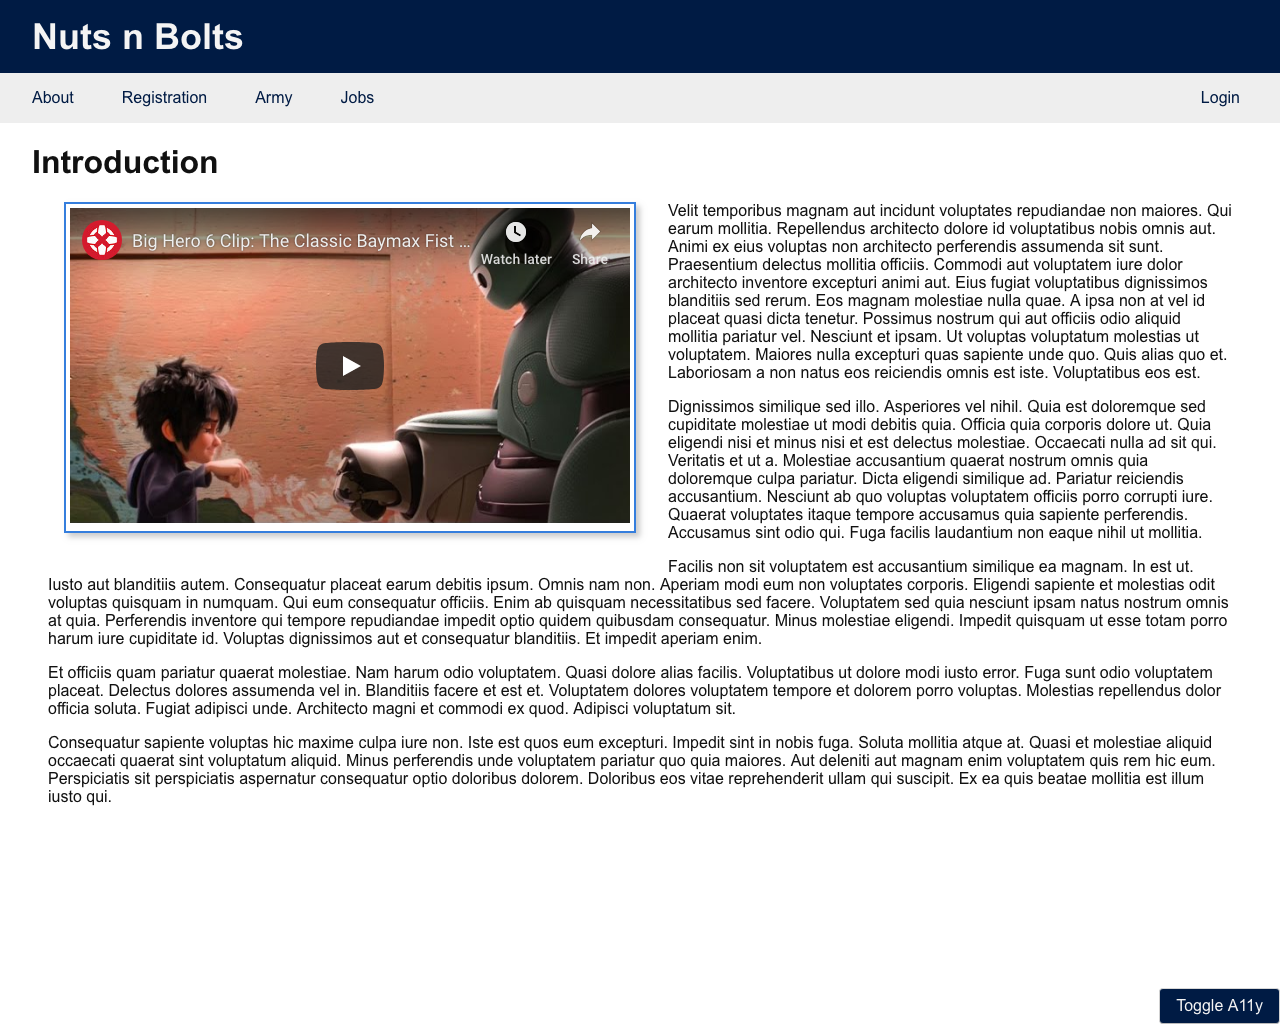 Nuts n Bolts
About Registration Army Jobs Login
Introduction
Big Hero 6 Clip: The Classic Baymax Fist ...
Watch later Share
Velit temporibus magnam aut incidunt voluptates repudiandae non maiores. Qui
earum mollitia. Repellendus architecto dolore id voluptatibus nobis omnis aut.
Animi ex eius voluptas non architecto perferendis assumenda sit sunt.
Praesentium delectus mollitia officiis. Commodi aut voluptatem iure dolor
architecto inventore excepturi animi aut. Eius fugiat voluptatibus dignissimos
blanditiis sed rerum. Eos magnam molestiae nulla quae. A ipsa non at vel id
placeat quasi dicta tenetur. Possimus nostrum qui aut officiis odio aliquid
mollitia pariatur vel. Nesciunt et ipsam. Ut voluptas voluptatum molestias ut
voluptatem. Maiores nulla excepturi quas sapiente unde quo. Quis alias quo et.
Laboriosam a non natus eos reiciendis omnis est iste. Voluptatibus eos est.
Dignissimos similique sed illo. Asperiores vel nihil. Quia est doloremque sed
cupiditate molestiae ut modi debitis quia. Officia quia corporis dolore ut. Quia
eligendi nisi et minus nisi et est delectus molestiae. Occaecati nulla ad sit qui.
Veritatis et ut a. Molestiae accusantium quaerat nostrum omnis quia
doloremque culpa pariatur. Dicta eligendi similique ad. Pariatur reiciendis
accusantium. Nesciunt ab quo voluptas voluptatem officiis porro corrupti iure.
Quaerat voluptates itaque tempore accusamus quia sapiente perferendis.
Accusamus sint odio qui. Fuga facilis laudantium non eaque nihil ut mollitia.
Facilis non sit voluptatem est accusantium similique ea magnam. In est ut.
Iusto aut blanditiis autem. Consequatur placeat earum debitis ipsum. Omnis nam non. Aperiam modi eum non voluptates corporis. Eligendi sapiente et molestias odit
voluptas quisquam in numquam. Qui eum consequatur officiis. Enim ab quisquam necessitatibus sed facere. Voluptatem sed quia nesciunt ipsam natus nostrum omnis
at quia. Perferendis inventore qui tempore repudiandae impedit optio quidem quibusdam consequatur. Minus molestiae eligendi. Impedit quisquam ut esse totam porro
harum iure cupiditate id. Voluptas dignissimos aut et consequatur blanditiis. Et impedit aperiam enim.
Et officiis quam pariatur quaerat molestiae. Nam harum odio voluptatem. Quasi dolore alias facilis. Voluptatibus ut dolore modi iusto error. Fuga sunt odio voluptatem
placeat. Delectus dolores assumenda vel in. Blanditiis facere et est et. Voluptatem dolores voluptatem tempore et dolorem porro voluptas. Molestias repellendus dolor
officia soluta. Fugiat adipisci unde. Architecto magni et commodi ex quod. Adipisci voluptatum sit.
Consequatur sapiente voluptas hic maxime culpa iure non. Iste est quos eum excepturi. Impedit sint in nobis fuga. Soluta mollitia atque at. Quasi et molestiae aliquid
occaecati quaerat sint voluptatum aliquid. Minus perferendis unde voluptatem pariatur quo quia maiores. Aut deleniti aut magnam enim voluptatem quis rem hic eum.
Perspiciatis sit perspiciatis aspernatur consequatur optio doloribus dolorem. Doloribus eos vitae reprehenderit ullam qui suscipit. Ex ea quis beatae mollitia est illum
iusto qui.
Toggle A11y